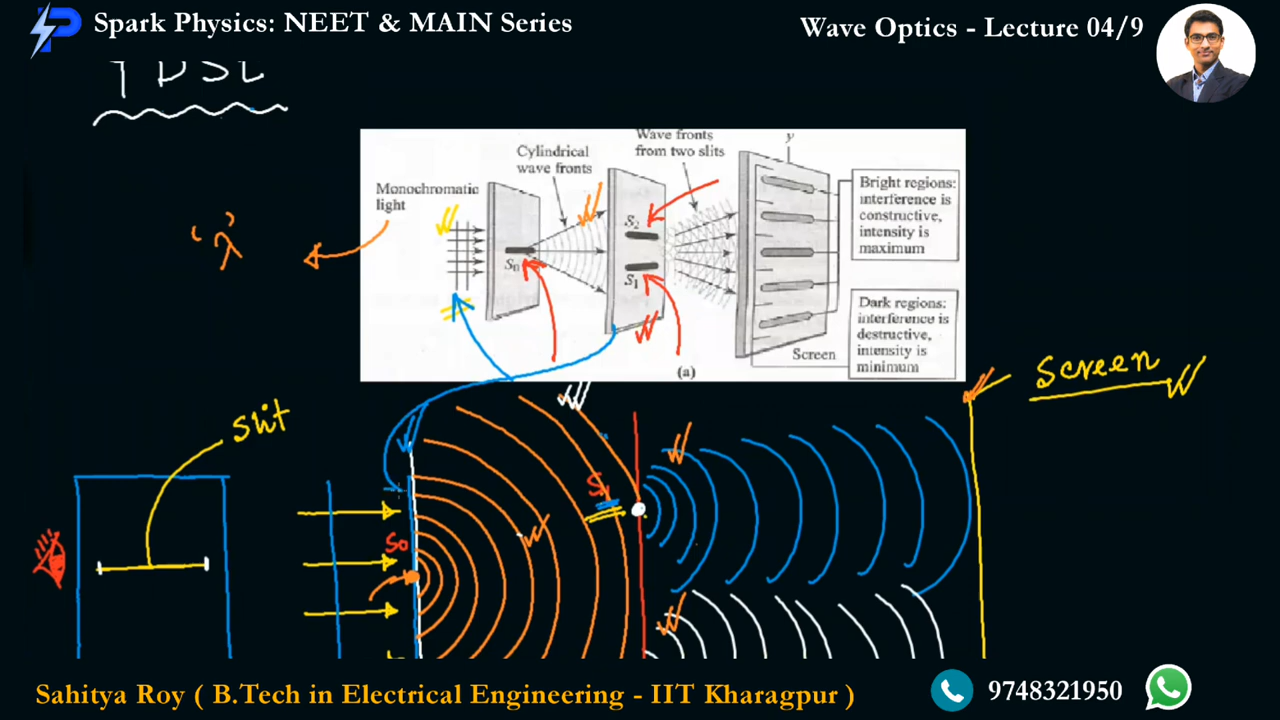 Spark Physics: NEET & MAIN Series
Wave Optics - Lecture 04/9
Wave fronts
from two slits
y
Cylindrical
wave fronts
Monochromatic
light
Bright regions:
interference is
constructive,
intensity is
maximum
S2
S0
S1
'λ'
Dark regions:
interference is
destructive,
intensity is
minimum
Screen
(a)
Screen
Slit
S1
S0
Sahitya Roy ( B.Tech in Electrical Engineering - IIT Kharagpur )
9748321950